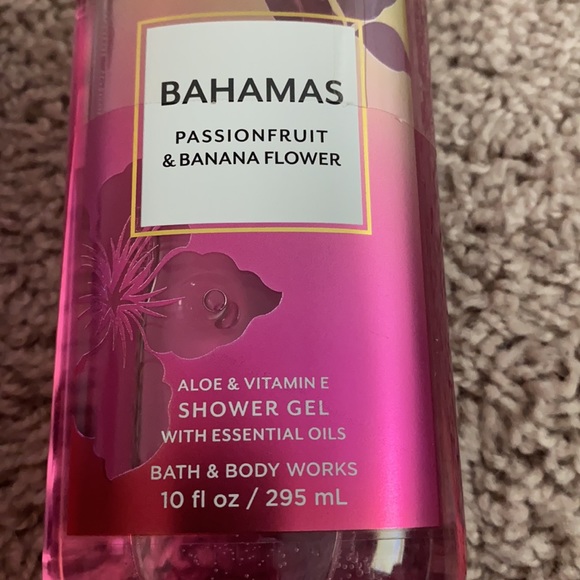 BAHAMAS
PASSIONFRUIT
& BANANA FLOWER
ALOE & VITAMIN E
SHOWER GEL
WITH ESSENTIAL OILS
BATH & BODY WORKS
10 fl oz / 295 mL